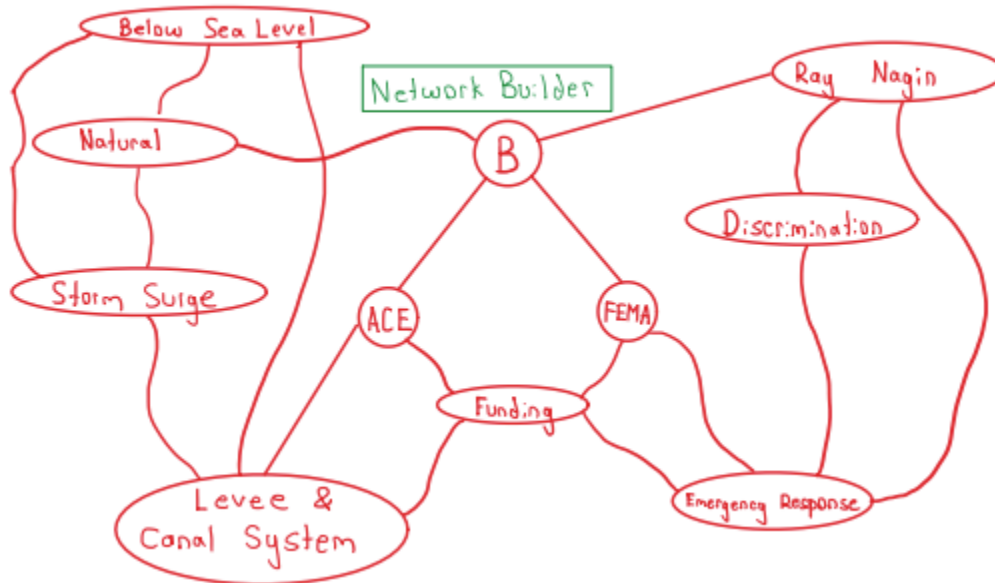 Below Sea Level
Network Builder
Ray Nagin
Natural
B
Discrimination
Storm Surge
ACE
FEMA
Funding
Levee &
Canal System
Emergency Response